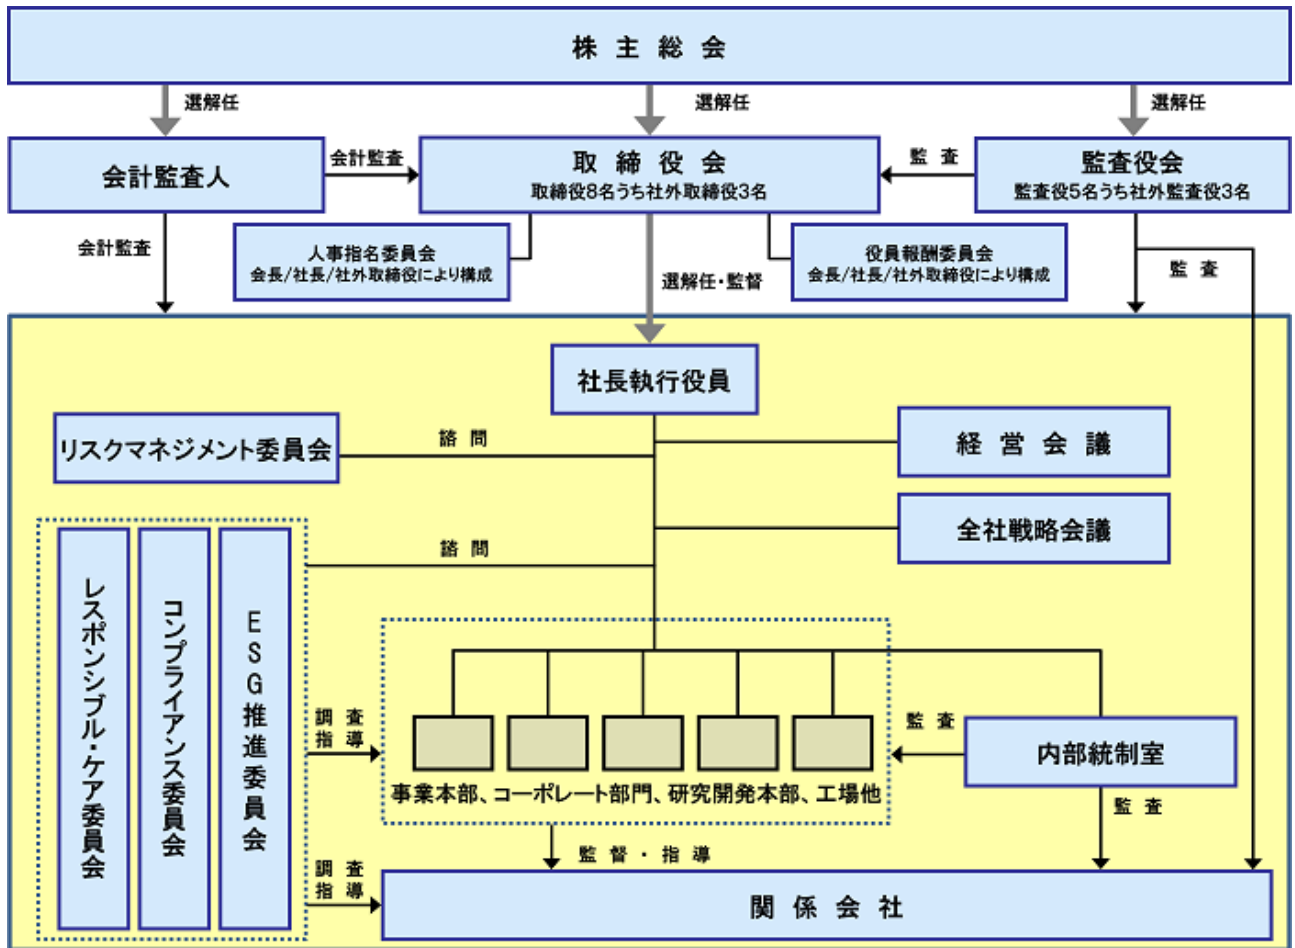 株主総会
選解任
選解任
選解任
会計監査人
会計監査
取締役会
取締役8名うち社外取締役3名
監査
監査役会
監査役5名うち社外監査役3名
会計監査
人事指名委員会
会長/社長/社外取締役により構成
選解任・監督
役員報酬委員会
会長/社長/社外取締役により構成
監査
社長執行役員
リスクマネジメント委員会
諮問
経営会議
全社戦略会議
諮問
レスポンシブル・ケア委員会
コンプライアンス委員会
ESG推進委員会
調査
指導
事業本部、コーポレート部門、研究開発本部、工場他
監査
内部統制室
監査
監督・指導
調査
指導
関係会社